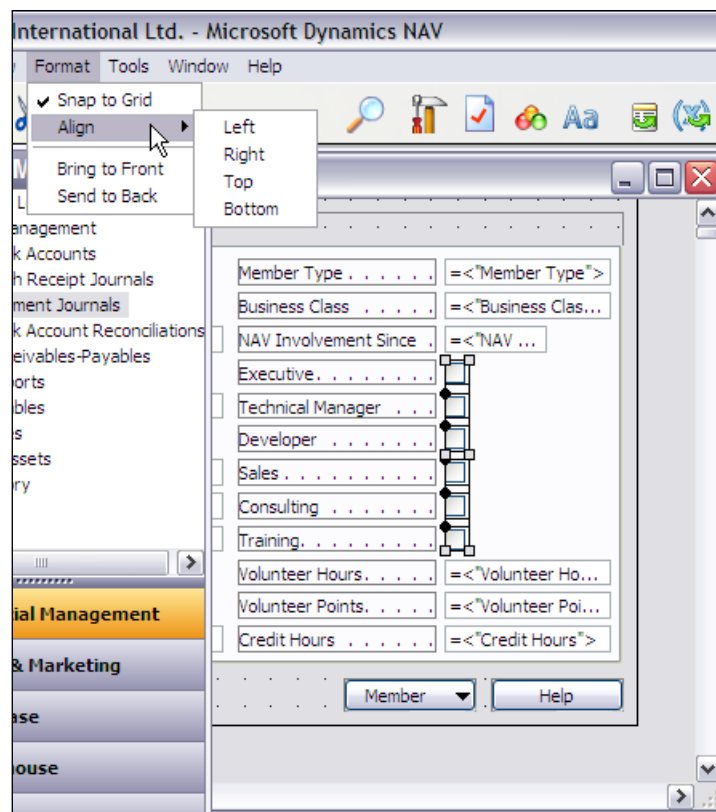 International Ltd. - Microsoft Dynamics NAV
Format Tools Window Help
Snap to Grid
Align
Bring to Front
Send to Back
Left
Right
Top
Bottom
Aa
M
L
anagement
k Accounts
h Receipt Journals
ment Journals
k Account Reconciliations
eivables-Payables
orts
bles
s
ssets
ry
ial Management
& Marketing
ase
ouse
Member Type . . . . . . =<"Member Type">
Business Class . . . . . =<"Business Clas...
NAV Involvement Since . =<"NAV ...
Executive. . . . . . . . .
Technical Manager . . .
Developer . . . . . . .
Sales . . . . . . . . . .
Consulting . . . . . . .
Training. . . . . . . . .
Volunteer Hours. . . . . =<"Volunteer Ho...
Volunteer Points. . . . . =<"Volunteer Poi...
Credit Hours . . . . . . =<"Credit Hours">
Member Help